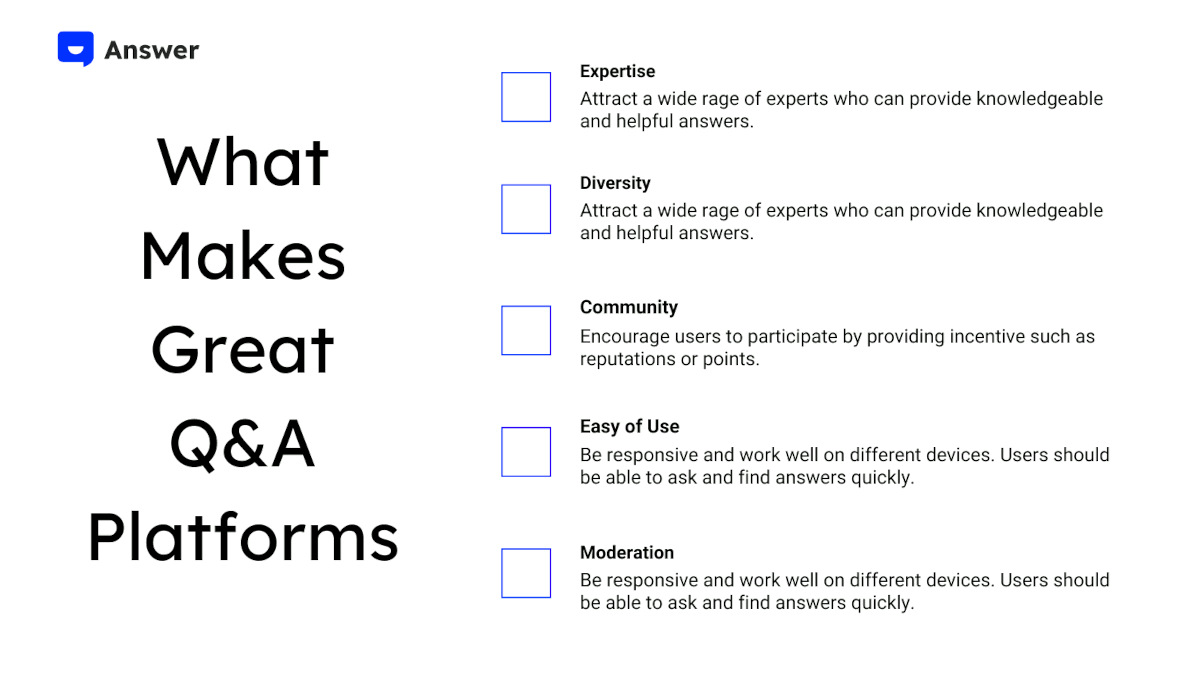 Answer
What
Makes
Great
Q&A
Platforms
Expertise
Attract a wide rage of experts who can provide knowledgeable
and helpful answers.
Diversity
Attract a wide rage of experts who can provide knowledgeable
and helpful answers.
Community
Encourage users to participate by providing incentive such as
reputations or points.
Easy of Use
Be responsive and work well on different devices. Users should
be able to ask and find answers quickly.
Moderation
Be responsive and work well on different devices. Users should
be able to ask and find answers quickly.